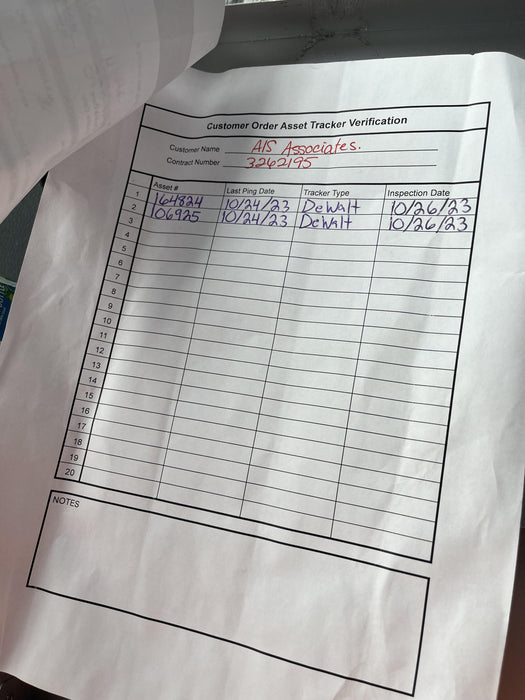 Customer Order Asset Tracker Verification
Customer Name AIS Associates.
Contract Number 3262195
Asset # Last Ping Date Tracker Type Inspection Date
1 164824 10/24/23 DeWalt 10/26/23
2 106925 10/24/23 DeWalt 10/26/23
3
4
5
6
7
8
9
10
11
12
13
14
15
16
17
18
19
20
NOTES